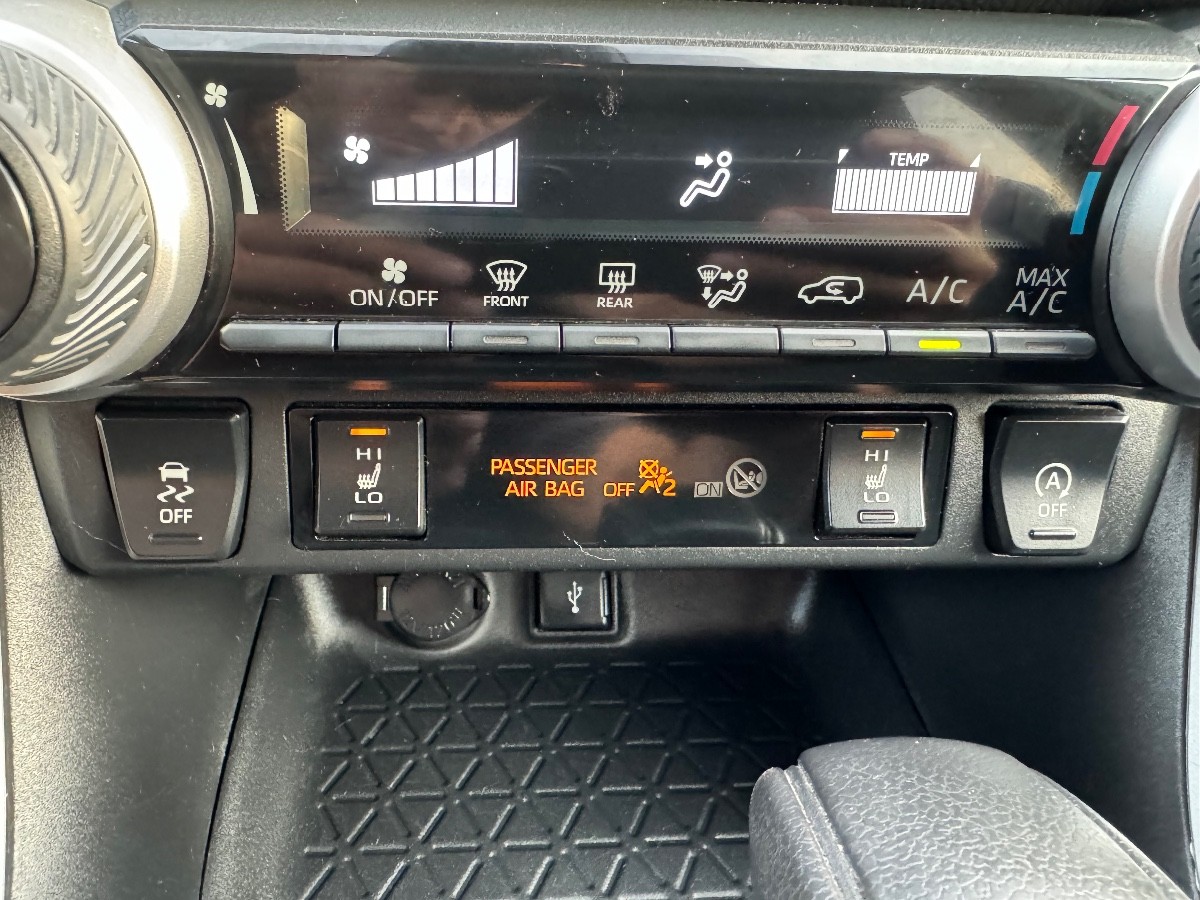 TEMP
ON/OFF
FRONT
REAR
A/C
MAX
A/C
OFF
HI
LO
PASSENGER
AIR BAG OFF 2 ON
HI
LO
A
OFF